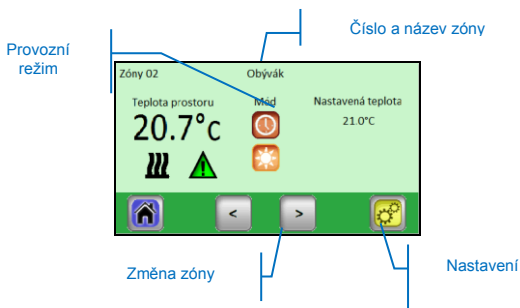 Číslo a název zóny
Provozní
režim
Zóny 02 Obývák
Teplota prostoru Mód Nastavená teplota
20.7°c 21.0°C
< >
Změna zóny
Nastavení